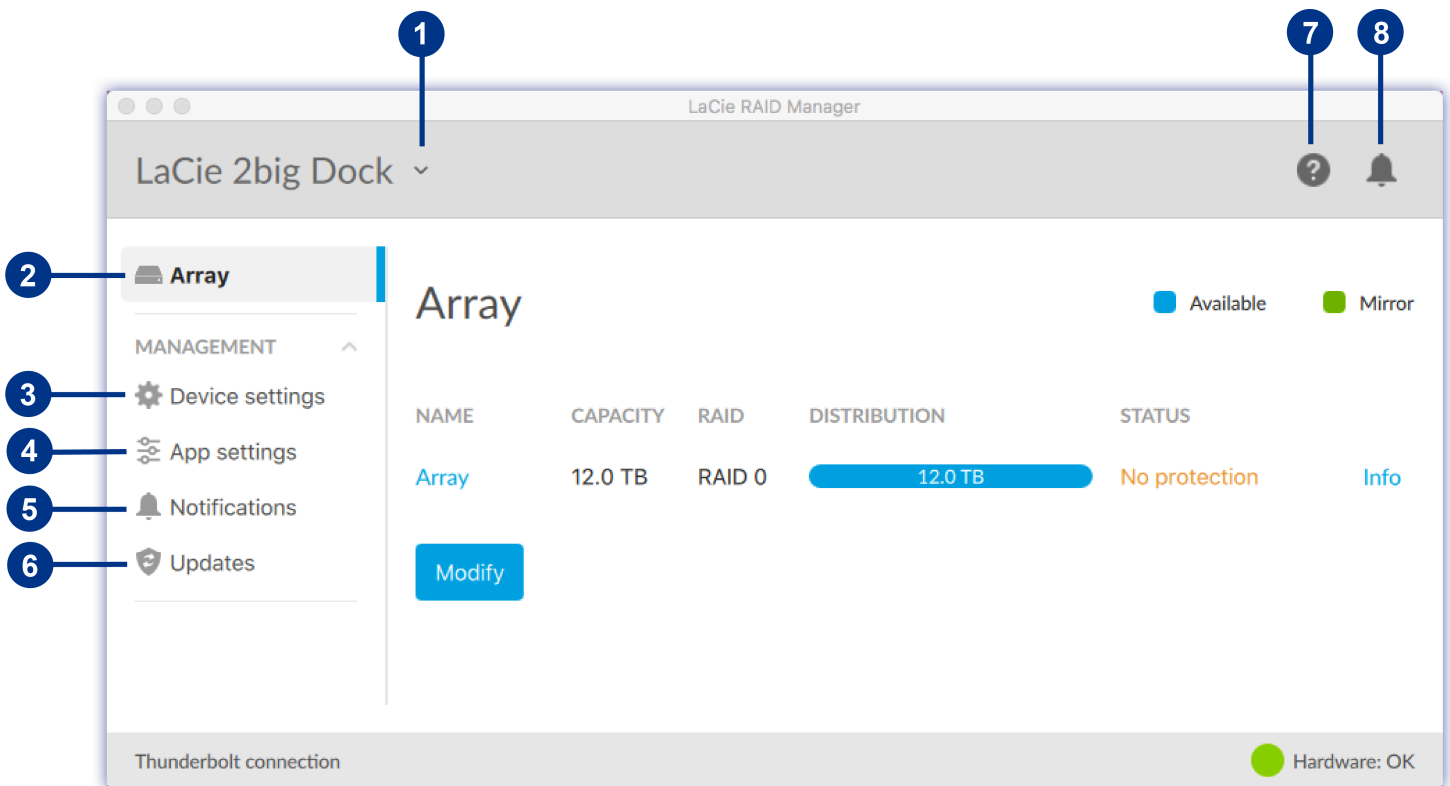 1
7
8
LaCie RAID Manager
LaCie 2big Dock
?
2
Array
MANAGEMENT
3
Device settings
4
App settings
5
Notifications
6
Updates
Array
Available
Mirror
NAME CAPACITY RAID DISTRIBUTION STATUS
Array 12.0 TB RAID 0 12.0 TB No protection Info
Modify
Thunderbolt connection
Hardware: OK